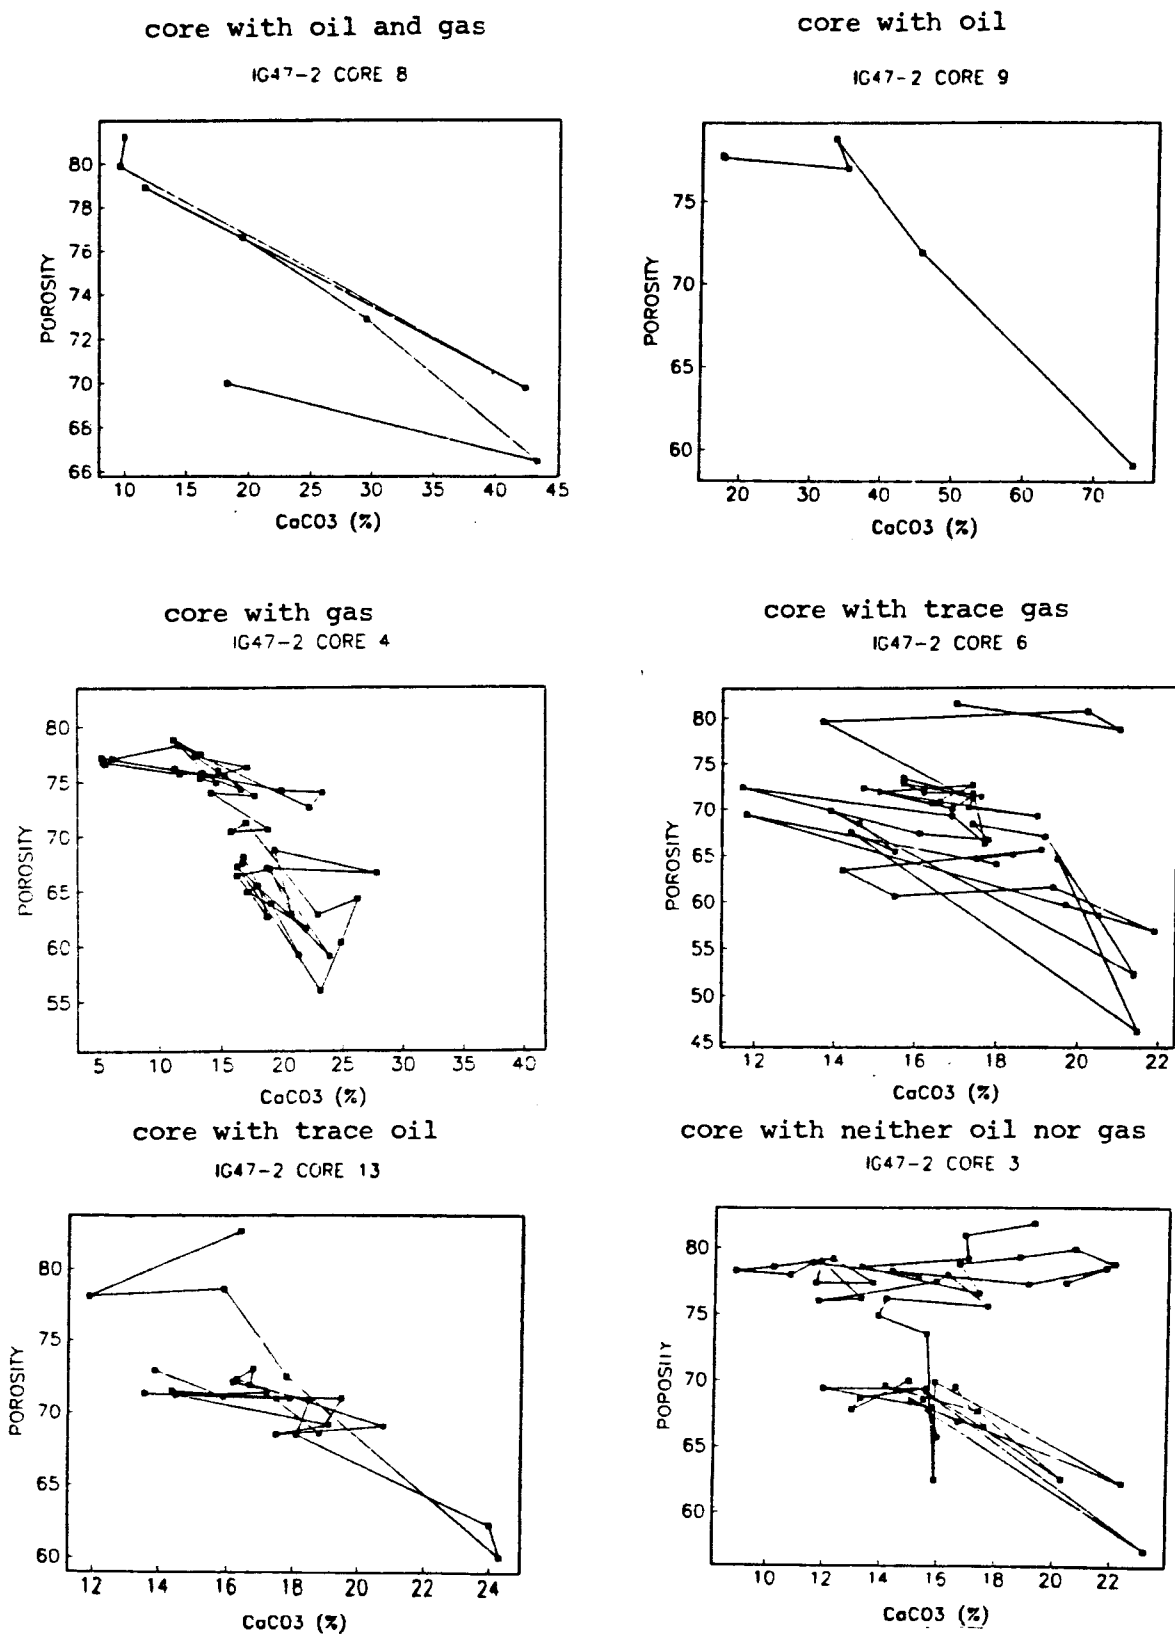 core with oil and gas
IG47-2 CORE 8
80
78
76
74
72
70
68
66
POROSITY
10 15 20 25 30 35 40 45
CaCO3 (%)
core with oil
IG47-2 CORE 9
75
70
65
60
POROSITY
20 30 40 50 60 70
CaCO3 (%)
core with gas
IG47-2 CORE 4
80
75
70
65
60
55
POROSITY
5 10 15 20 25 30 35 40
CaCO3 (%)
core with trace gas
IG47-2 CORE 6
80
75
70
65
60
55
50
45
POROSITY
12 14 16 18 20 22
CaCO3 (%)
core with trace oil
IG47-2 CORE 13
80
75
70
65
60
POROSITY
12 14 16 18 20 22 24
CaCO3 (%)
core with neither oil nor gas
IG47-2 CORE 3
80
75
70
65
60
POPOSITY
10 12 14 16 18 20 22
CaCO3 (%)